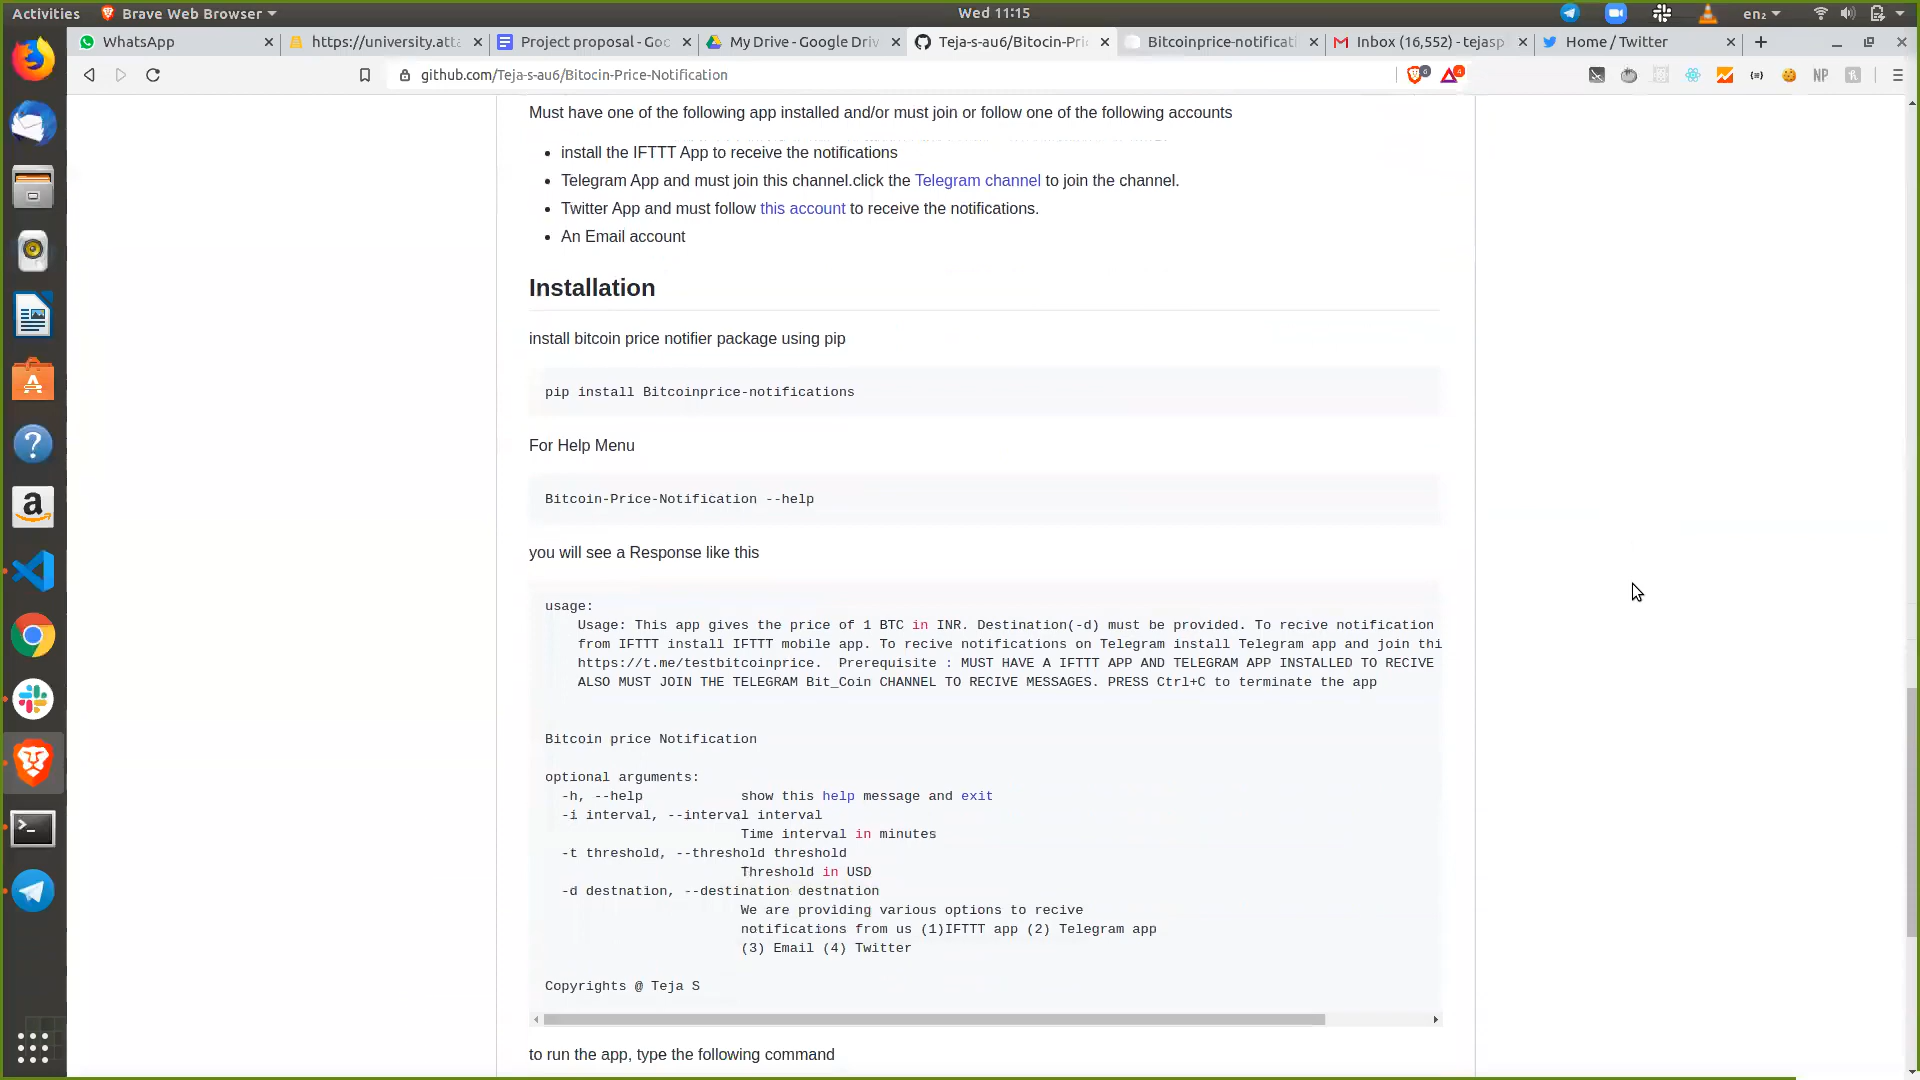 Activities
Brave Web Browser
Wed 11:15
en₂
WhatsApp
https://university.atta
Project proposal - Goo
My Drive - Google Driv
Teja-s-au6/Bitocin-Pri
Bitcoinprice-notificati
Inbox (16,552) - tejasp
Home / Twitter
github.com/Teja-s-au6/Bitocin-Price-Notification
NP
Must have one of the following app installed and/or must join or follow one of the following accounts
install the IFTTT App to receive the notifications
Telegram App and must join this channel.click the Telegram channel to join the channel.
Twitter App and must follow this account to receive the notifications.
An Email account
Installation
install bitcoin price notifier package using pip
pip install Bitcoinprice-notifications
For Help Menu
Bitcoin-Price-Notification --help
you will see a Response like this
usage:
Usage: This app gives the price of 1 BTC in INR. Destination(-d) must be provided. To recive notification
from IFTTT install IFTTT mobile app. To recive notifications on Telegram install Telegram app and join thi
https://t.me/testbitcoinprice. Prerequisite : MUST HAVE A IFTTT APP AND TELEGRAM APP INSTALLED TO RECIVE
ALSO MUST JOIN THE TELEGRAM Bit_Coin CHANNEL TO RECIVE MESSAGES. PRESS Ctrl+C to terminate the app
Bitcoin price Notification
optional arguments:
-h, --help show this help message and exit
-i interval, --interval interval
Time interval in minutes
-t threshold, --threshold threshold
Threshold in USD
-d destnation, --destination destnation
We are providing various options to recive
notifications from us (1)IFTTT app (2) Telegram app
(3) Email (4) Twitter
Copyrights @ Teja S
to run the app, type the following command